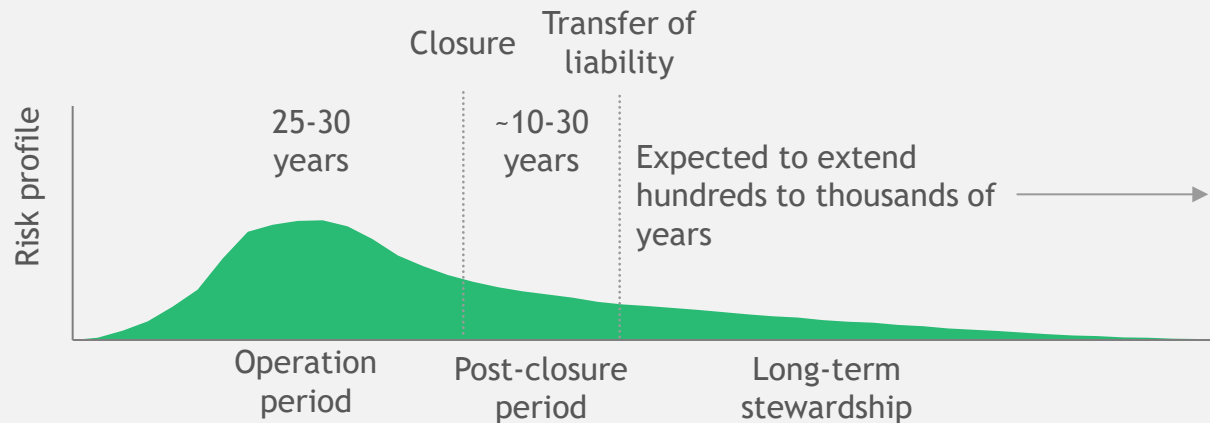 Closure
Transfer of
liability
Risk profile
25-30
years
~10-30
years
Expected to extend
hundreds to thousands of
years
Operation
period
Post-closure
period
Long-term
stewardship